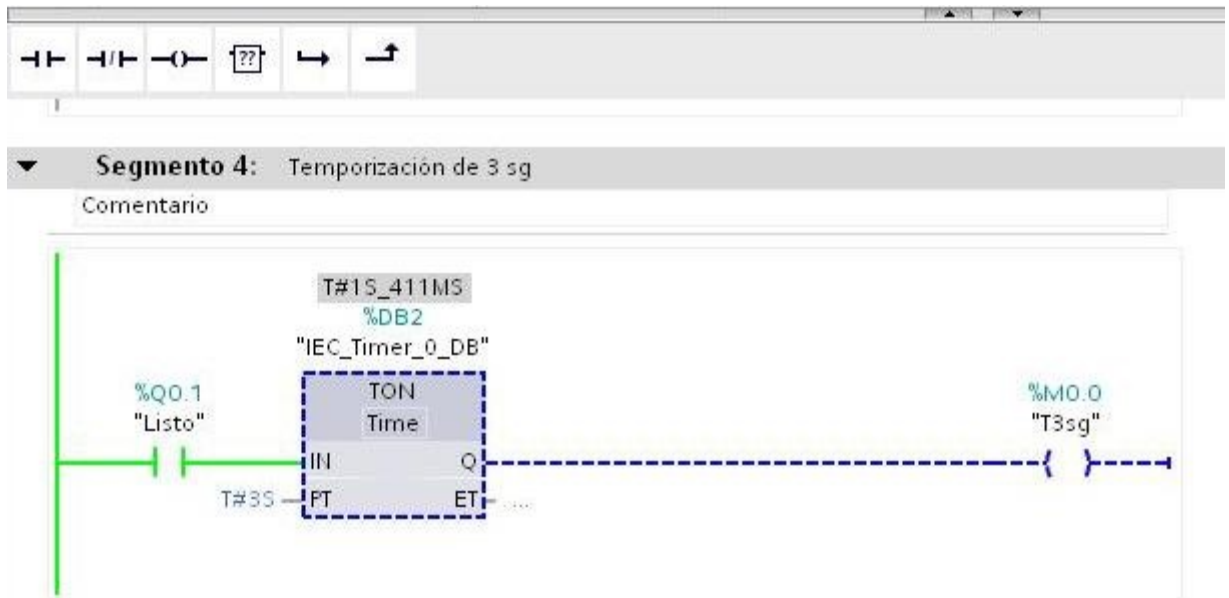 ??
Segmento 4: Temporización de 3 sg
Comentario
T#1S_411MS
%DB2
"IEC_Timer_0_DB"
%Q0.1
"Listo"
TON
Time
%M0.0
"T3sg"
IN Q
T#3S PT ET ...